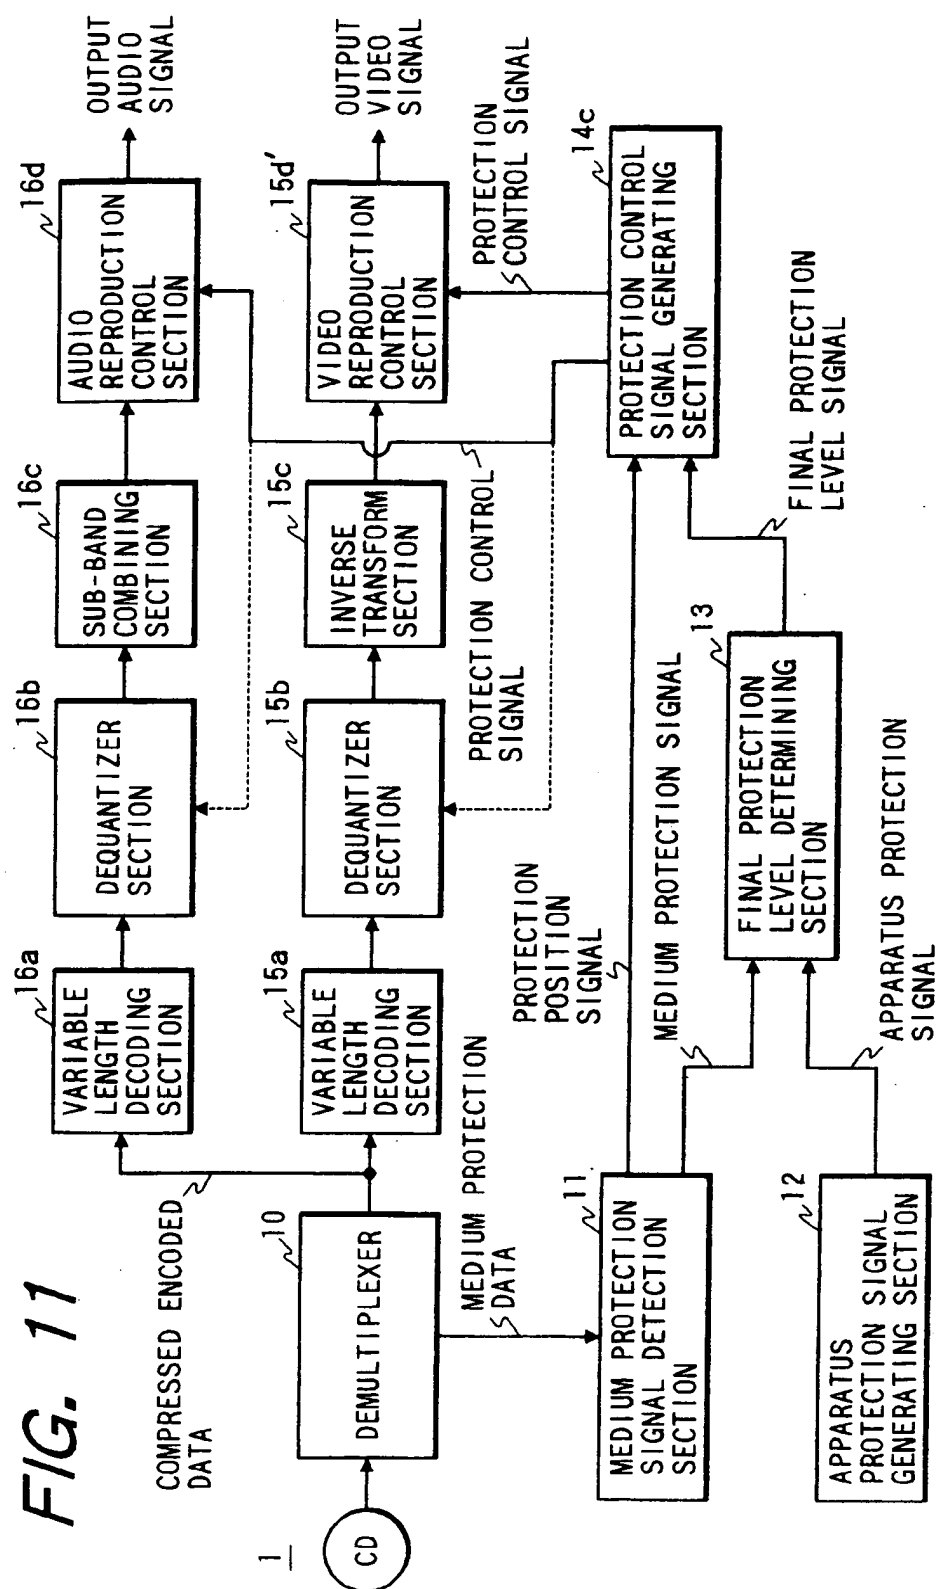 FIG. 11
1
CD
10
DEMULTIPLEXER
COMPRESSED ENCODED
DATA
MEDIUM PROTECTION
DATA
16a
VARIABLE
LENGTH
DECODING
SECTION
16b
DEQUANTIZER
SECTION
16c
SUB-BAND
COMBINING
SECTION
16d
AUDIO
REPRODUCTION
CONTROL
SECTION
OUTPUT
AUDIO
SIGNAL
15a
VARIABLE
LENGTH
DECODING
SECTION
15b
DEQUANTIZER
SECTION
15c
INVERSE
TRANSFORM
SECTION
15d'
VIDEO
REPRODUCTION
CONTROL
SECTION
OUTPUT
VIDEO
SIGNAL
PROTECTION CONTROL
SIGNAL
PROTECTION
CONTROL SIGNAL
11
MEDIUM PROTECTION
SIGNAL DETECTION
SECTION
PROTECTION
POSITION
SIGNAL
14c
PROTECTION CONTROL
SIGNAL GENERATING
SECTION
MEDIUM PROTECTION SIGNAL
13
FINAL PROTECTION
LEVEL DETERMINING
SECTION
FINAL PROTECTION
LEVEL SIGNAL
12
APPARATUS
PROTECTION SIGNAL
GENERATING SECTION
APPARATUS PROTECTION
SIGNAL